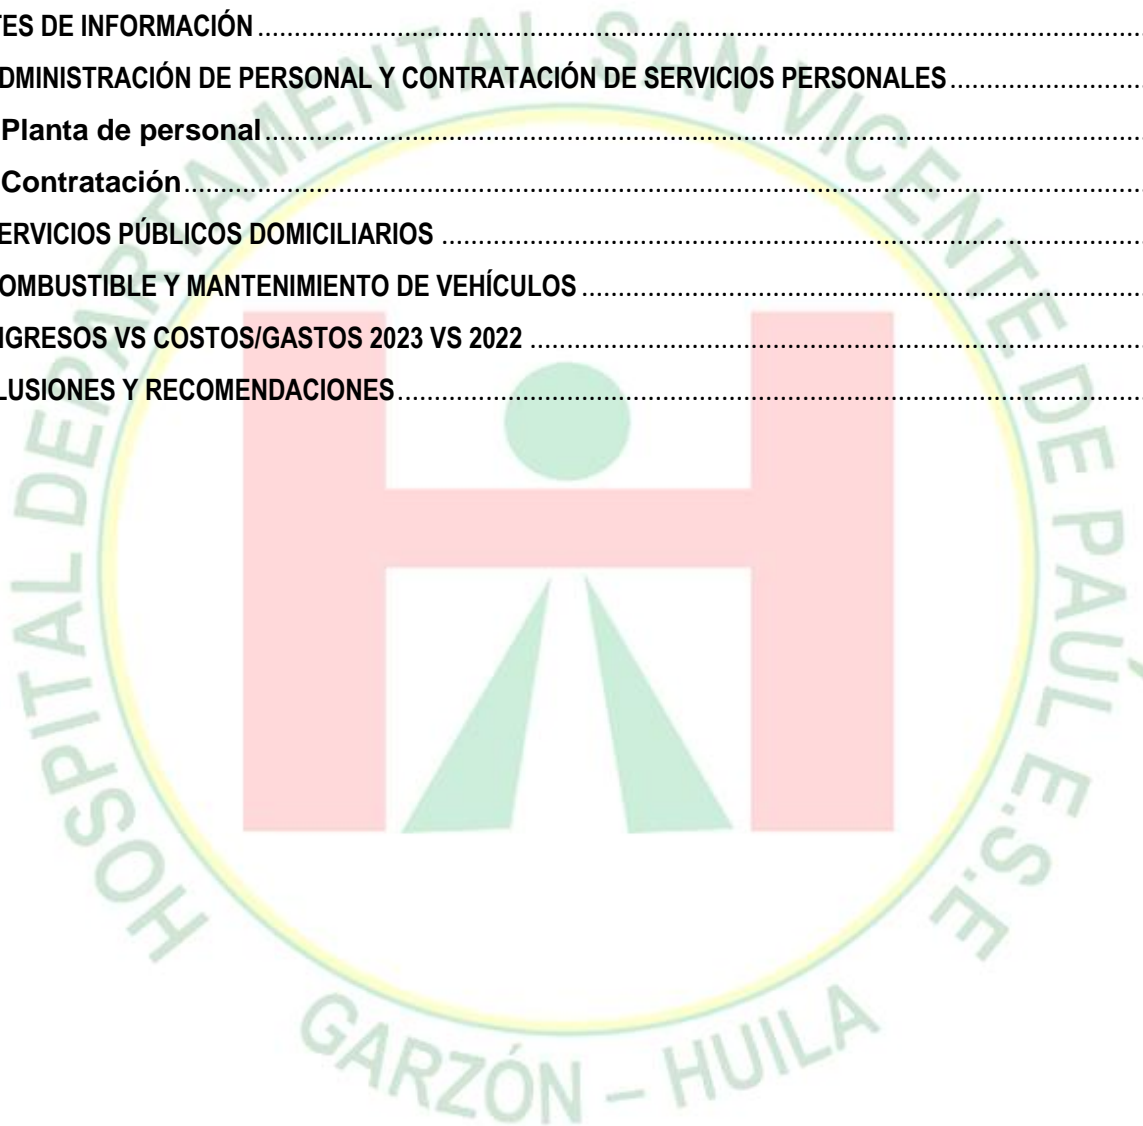 TES DE INFORMACIÓN
DMINISTRACIÓN DE PERSONAL Y CONTRATACIÓN DE SERVICIOS PERSONALES
Planta de personal
Contratación
ERVICIOS PÚBLICOS DOMICILIARIOS
OMBUSTIBLE Y MANTENIMIENTO DE VEHÍCULOS
NGRESOS VS COSTOS/GASTOS 2023 VS 2022
LUSIONES Y RECOMENDACIONES
HOSPITAL DEPARTAMENTAL SAN VICENTE DE PAÚL E.S.E
GARZÓN – HUILA